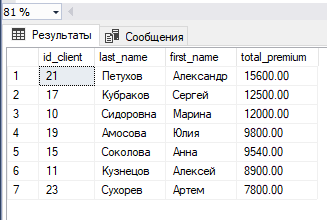 81 %
Результаты Сообщения
id_client last_name first_name total_premium
1 21 Петухов Александр 15600.00
2 17 Кубраков Сергей 12500.00
3 10 Сидоровна Марина 12000.00
4 19 Амосова Юлия 9800.00
5 15 Соколова Анна 9540.00
6 11 Кузнецов Алексей 8900.00
7 23 Сухорев Артем 7800.00